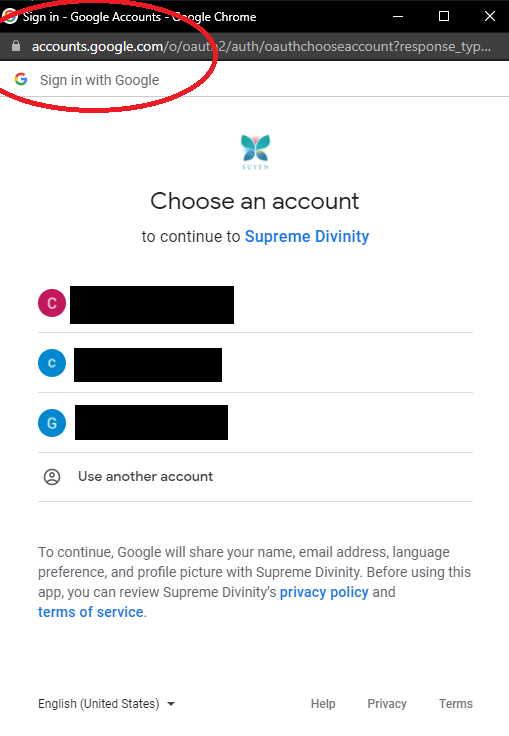 Sign in - Google Accounts - Google Chrome
accounts.google.com/o/oauth2/auth/oauthchooseaccount?response_typ...
Sign in with Google
SUTEN
Choose an account
to continue to Supreme Divinity
C
C
G
Use another account
To continue, Google will share your name, email address, language
preference, and profile picture with Supreme Divinity. Before using this
app, you can review Supreme Divinity's privacy policy and
terms of service.
English (United States) Help Privacy Terms